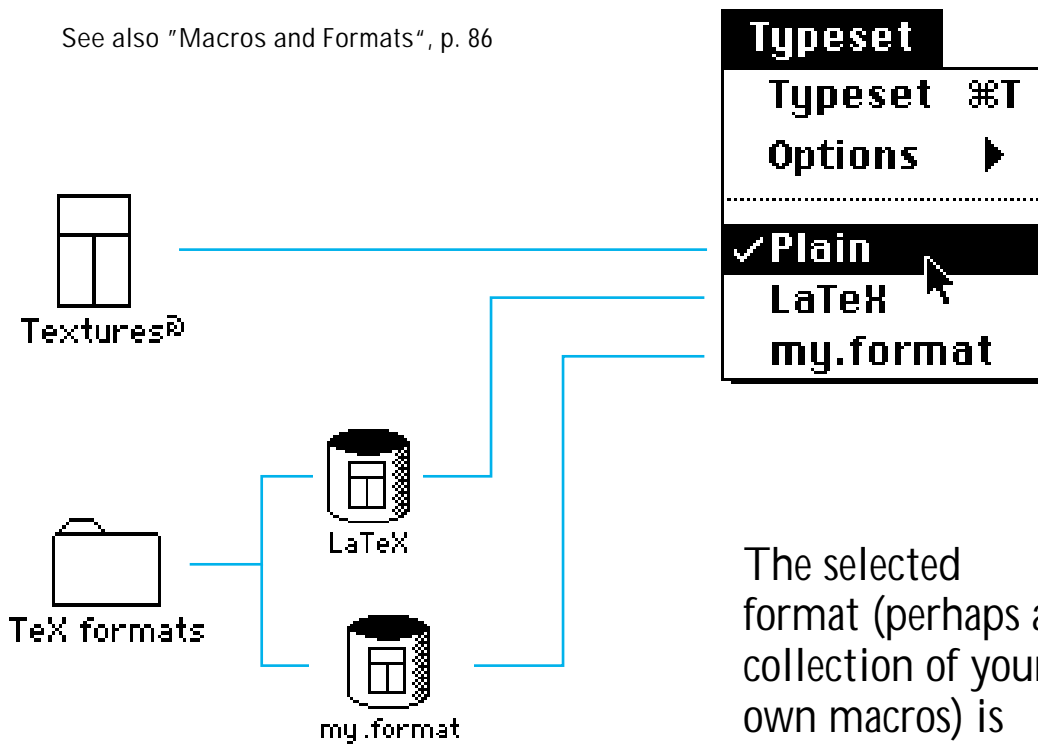 See also "Macros and Formats", p. 86
Typeset
Typeset ⌘T
Options ▶
✓Plain
LaTeX
my.format
Textures®
LaTeX
TeX formats
my.format
The selected
format (perhaps a
collection of your
own macros) is